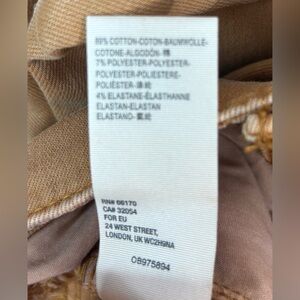 89% COTTON-COTON-BAUMWOLLE-
COTONE-ALGODÓN-棉
7% POLYESTER-POLYESTER-
POLYESTER-POLIESTERE-
POLIÉSTER-涤纶
4% ELASTANE-ÉLASTHANNE
ELASTAN-ELASTAN
ELASTANO-氨纶
RN# 66170
CA# 32054
FOR EU
24 WEST STREET,
LONDON, UK WC2H9NA
OB975894